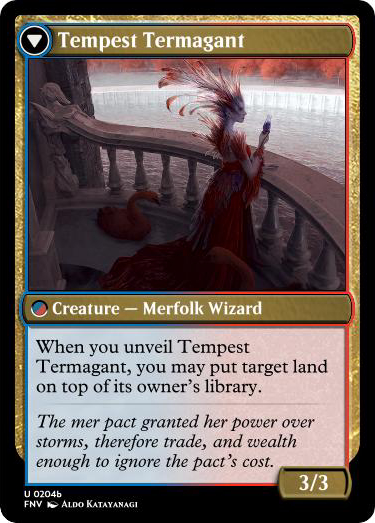 Tempest Termagant
Creature — Merfolk Wizard
When you unveil Tempest
Termagant, you may put target land
on top of its owner's library.
The mer pact granted her power over
storms, therefore trade, and wealth
enough to ignore the pact's cost.
3/3
U 0204b
FNV Aldo Katayanagi